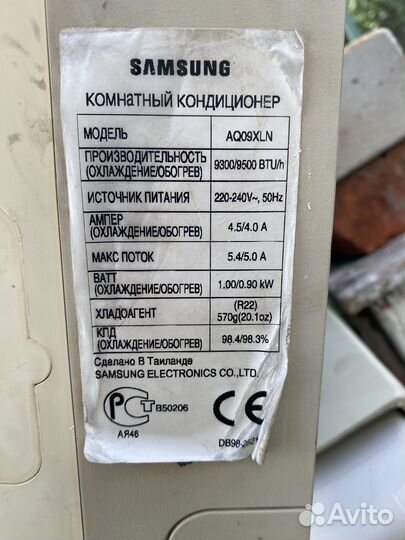 SAMSUNG
КОМНАТНЫЙ КОНДИЦИОНЕР
МОДЕЛЬ AQ09XLN
ПРОИЗВОДИТЕЛЬНОСТЬ
(ОХЛАЖДЕНИЕ/ОБОГРЕВ) 9300/9500 BTU/h
ИСТОЧНИК ПИТАНИЯ 220-240V~, 50Hz
АМПЕР
(ОХЛАЖДЕНИЕ/ОБОГРЕВ) 4.5/4.0 A
МАКС ПОТОК 5.4/5.0 A
ВАТТ
(ОХЛАЖДЕНИЕ/ОБОГРЕВ) 1.00/0.90 kW
ХЛАДОАГЕНТ (R22)
570g(20.1oz)
КПД
(ОХЛАЖДЕНИЕ/ОБОГРЕВ) 98.4/98.3%
Сделано В Таиланде
SAMSUNG ELECTRONICS CO.,LTD.
РСТ B50206 CE
АЯ46
Avito